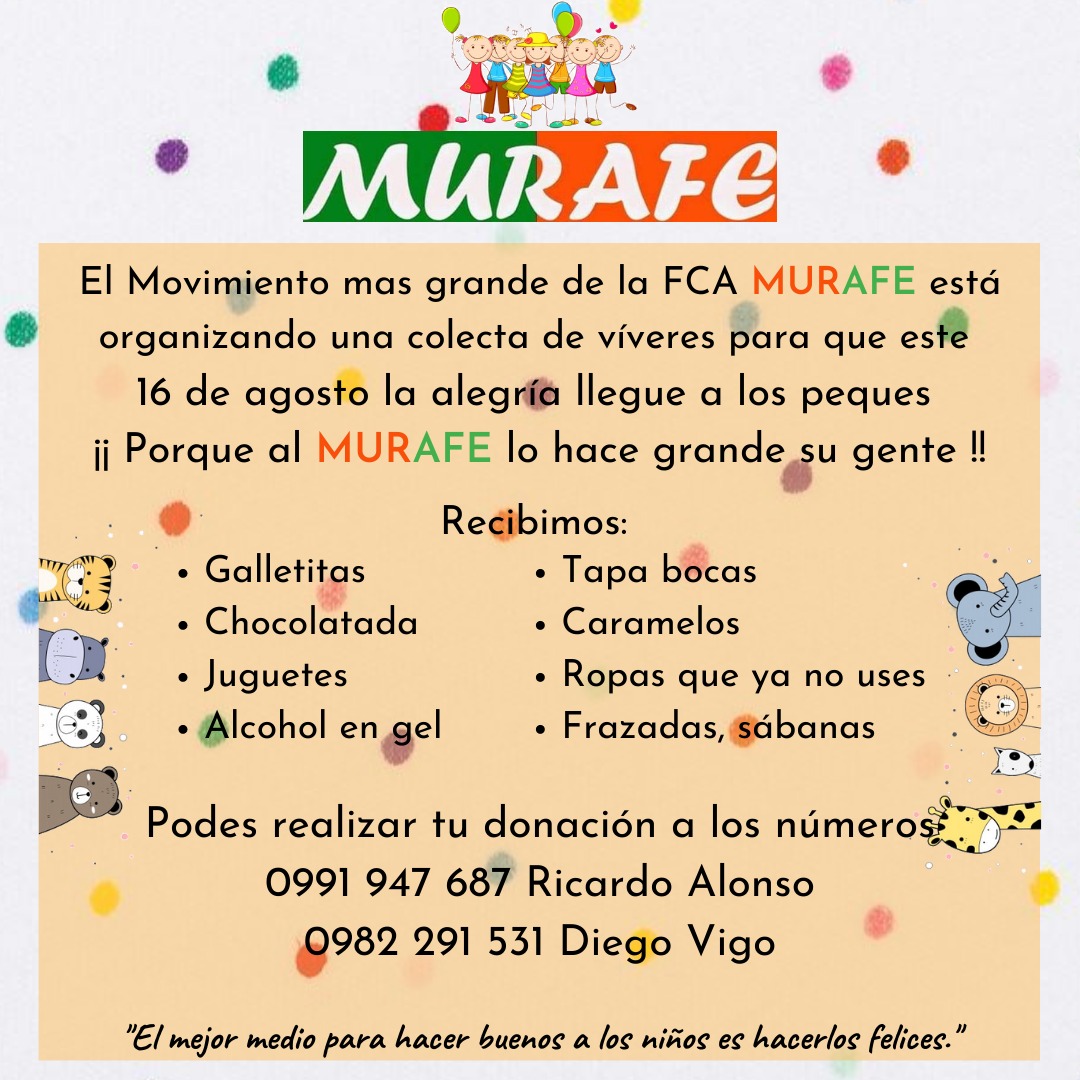 MURAFE
El Movimiento mas grande de la FCA MURAFE está
organizando una colecta de víveres para que este
16 de agosto la alegría llegue a los peques
¡¡ Porque al MURAFE lo hace grande su gente !!
Recibimos:
• Galletitas
• Chocolatada
• Juguetes
• Alcohol en gel
• Tapa bocas
• Caramelos
• Ropas que ya no uses
• Frazadas, sábanas
Podes realizar tu donación a los números
0991 947 687 Ricardo Alonso
0982 291 531 Diego Vigo
"El mejor medio para hacer buenos a los niños es hacerlos felices."